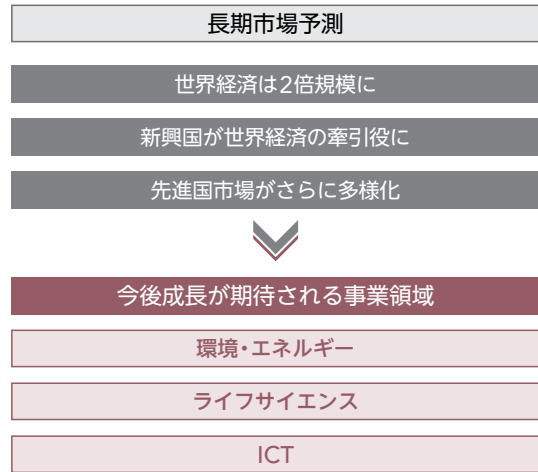 長期市場予測
世界経済は2倍規模に
新興国が世界経済の牽引役に
先進国市場がさらに多様化
今後成長が期待される事業領域
環境・エネルギー
ライフサイエンス
ICT